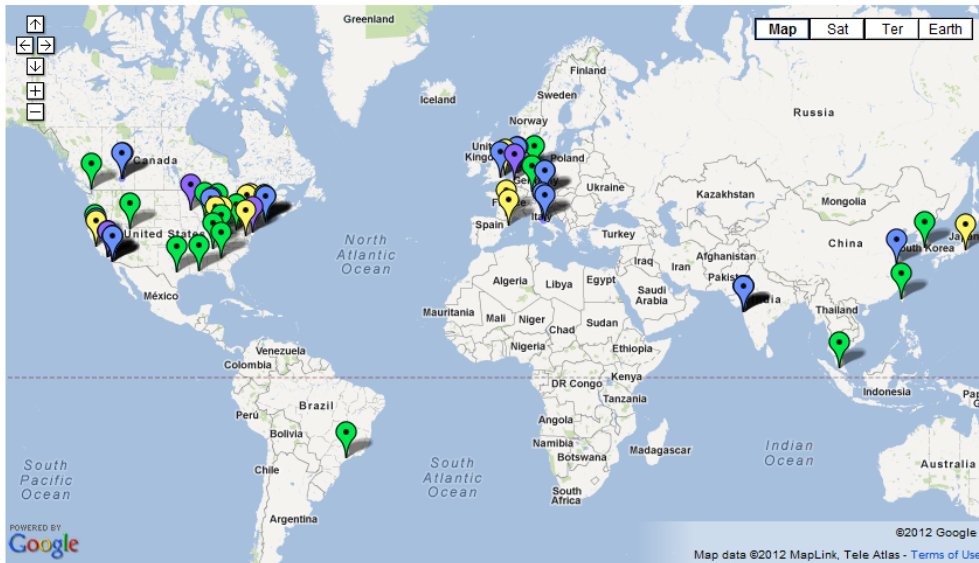 Greenland
Map
Sat
Ter
Earth
Iceland
Finland
Sweden
Norway
Russia
Canada
United
Kingdom
Poland
Germany
Ukraine
Kazakhstan
Mongolia
France
Italy
Spain
Turkey
United States
North
Atlantic
Ocean
China
South Korea
Japan
Iraq
Iran
Afghanistan
Pakistan
India
Algeria
Libya
Egypt
Saudi
Arabia
México
Mauritania
Mali
Niger
Chad
Sudan
Thailand
Nigeria
Ethiopia
Venezuela
Colombia
Kenya
DR Congo
Tanzania
Indonesia
Brazil
Perú
Bolivia
Angola
Namibia
Botswana
Madagascar
Indian
Ocean
Chile
South
Pacific
Ocean
South
Atlantic
Ocean
South
Africa
Australia
Argentina
POWERED BY
Google
©2012 Google
Map data ©2012 MapLink, Tele Atlas - Terms of Use